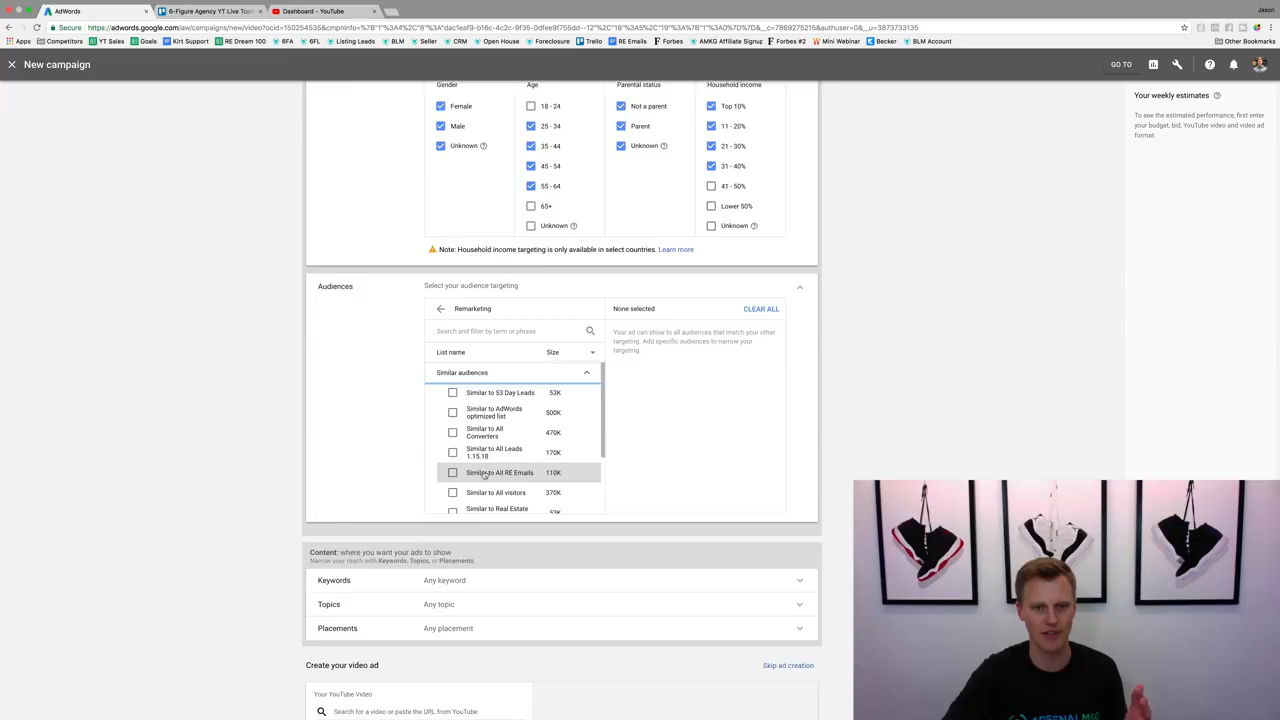 AdWords
6-Figure Agency YT Live Topi
Dashboard - YouTube
Jason
Secure
Apps
Competitors
YT Sales
Goals
Kirt Support
RE Dream 100
6FA
6FL
Listing Leads
BLM
Seller
CRM
Open House
Foreclosure
Trello
RE Emails
Forbes
AMKG Affiliate Signup
Forbes #2
Mini Webinar
Becker
BLM Account
Other Bookmarks
New campaign
GO TO
Gender
Age
Parental status
Household income
Female
18 - 24
Not a parent
Top 10%
Male
25 - 34
Parent
11 - 20%
Unknown
35 - 44
Unknown
21 - 30%
45 - 54
31 - 40%
55 - 64
41 - 50%
65+
Lower 50%
Unknown
Unknown
Note: Household income targeting is only available in select countries. Learn more
Your weekly estimates
To see the estimated performance, first enter
your budget, bid, YouTube video and video ad
format.
Audiences
Select your audience targeting
Remarketing
None selected
CLEAR ALL
Search and filter by term or phrase
Your ad can show to all audiences that match your other
targeting. Add specific audiences to narrow your
targeting.
List name
Size
Similar audiences
Similar to 53 Day Leads
53K
Similar to AdWords
optimized list
500K
Similar to All
Converters
470K
Similar to All Leads
1.15.18
170K
Similar to All RE Emails
110K
Similar to All visitors
370K
Similar to Real Estate
53K
Content: where you want your ads to show
Narrow your reach with Keywords, Topics, or Placements
Keywords
Any keyword
Topics
Any topic
Placements
Any placement
Create your video ad
Skip ad creation
Your YouTube Video
Search for a video or paste the URL from YouTube